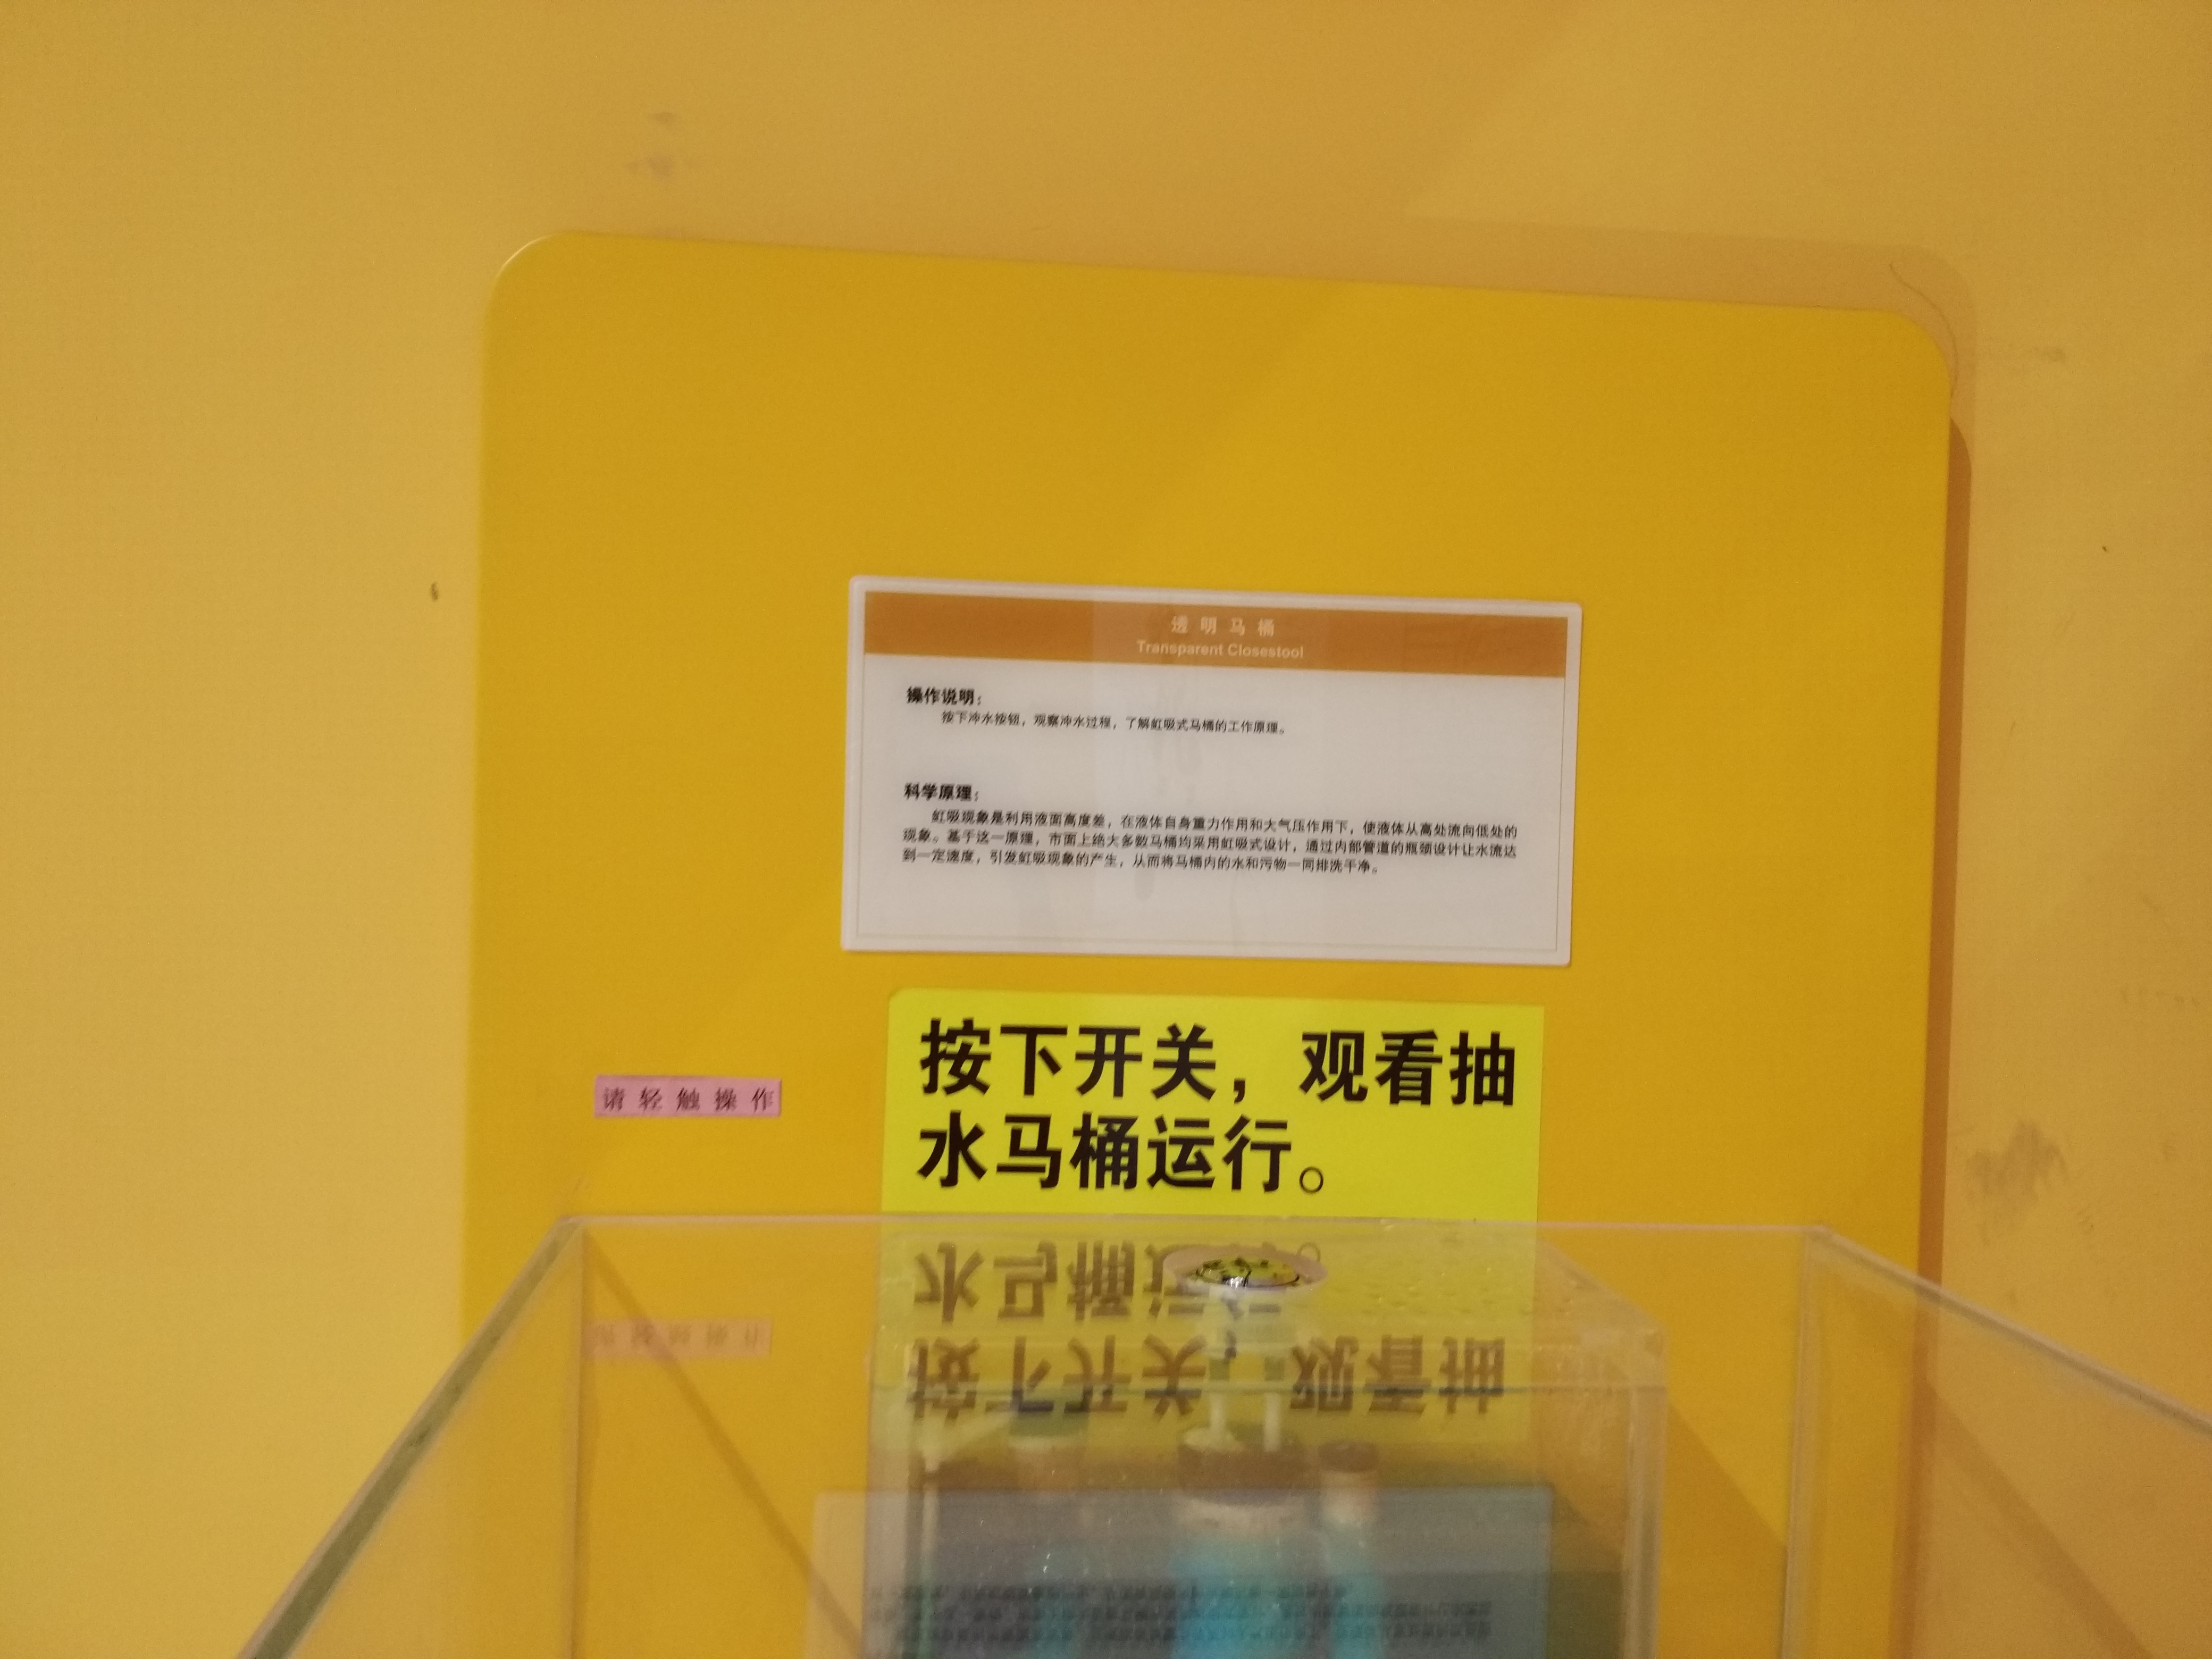 透明马桶
Transparent Closestool
操作说明：
按下冲水按钮，观察冲水过程，了解虹吸式马桶的工作原理。
科学原理：
虹吸现象是利用液面高度差，在液体自身重力作用和大气压作用下，使液体从高处流向低处的
现象。基于这一原理，市面上绝大多数马桶均采用虹吸式设计，通过内部管道的瓶颈设计让水流达
到一定速度，引发虹吸现象的产生，从而将马桶内的水和污物一同排洗干净。
按下开关，观看抽
水马桶运行。
请轻触操作